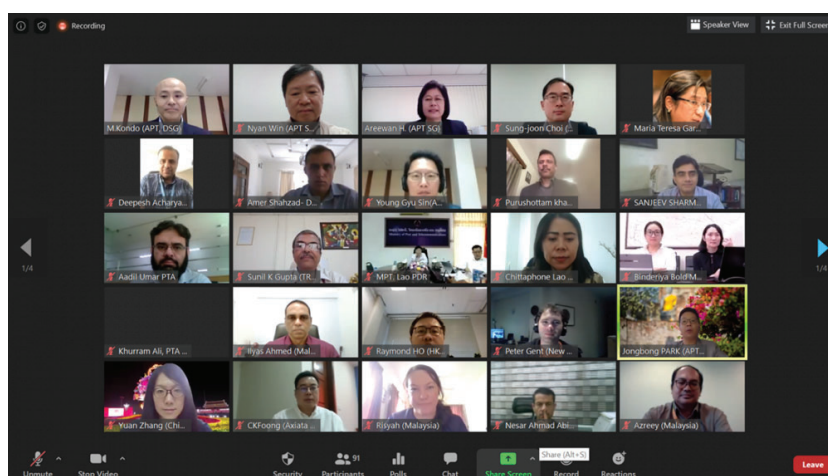 Recording
Speaker View
Exit Full Screen
M.Kondo (APT, DSG)
Nyan Win (APT S...
Areewan H. (APT SG)
Sung-joon Choi (...
Maria Teresa Gar...
Deepesh Acharya...
Amer Shahzad- D...
Young Gyu Sin(A...
Purushottam kha...
SANJEEV SHARM...
Aadil Umar PTA
Sunil K Gupta (TR...
MPT, Lao PDR
Chittaphone Lao ...
Binderiya Bold M...
1/4
1/4
Khurram Ali, PTA ...
Ilyas Ahmed (Mal...
Raymond HO (HK...
Peter Gent (New ...
Jongbong PARK (APT...
Yuan Zhang (Chi...
CKFoong (Axiata ...
Risyah (Malaysia)
Nesar Ahmad Abi...
Azreey (Malaysia)
Share (Alt+S)
91
Unmute
Stop Video
Security
Participants
Polls
Chat
Share Screen
Record
Reactions
Leave